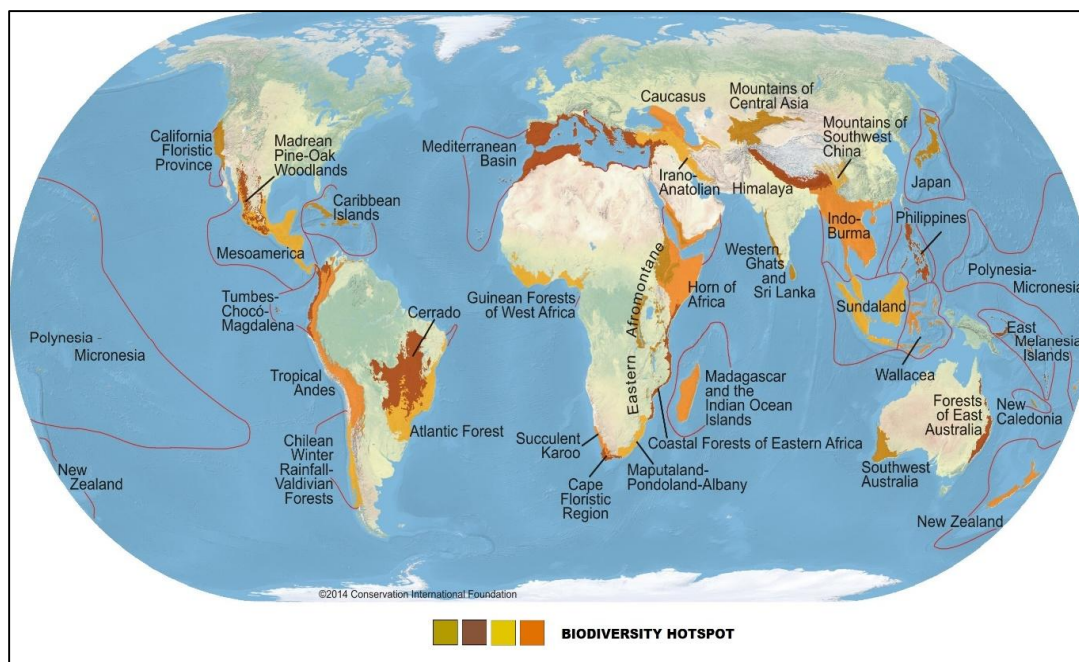 California
Floristic
Province
Madrean
Pine-Oak
Woodlands
Caribbean
Islands
Mesoamerica
Tumbes-
Chocó-
Magdalena
Polynesia -
Micronesia
New
Zealand
Tropical
Andes
Cerrado
Atlantic Forest
Chilean
Winter
Rainfall-
Valdivian
Forests
Mediterranean
Basin
Caucasus
Irano-
Anatolian
Mountains of
Central Asia
Mountains of
Southwest
China
Himalaya
Japan
Indo-
Burma
Philippines
Western
Ghats
and
Sri Lanka
Polynesia-
Micronesia
Guinean Forests
of West Africa
Eastern Afromontane
Horn of
Africa
Sundaland
Wallacea
East
Melanesia
Islands
Madagascar
and the
Indian Ocean
Islands
Coastal Forests of Eastern Africa
Succulent
Karoo
Cape
Floristic
Region
Maputaland-
Pondoland-Albany
Forests
of East
Australia
New
Caledonia
Southwest
Australia
New Zealand
©2014 Conservation International Foundation
BIODIVERSITY HOTSPOT